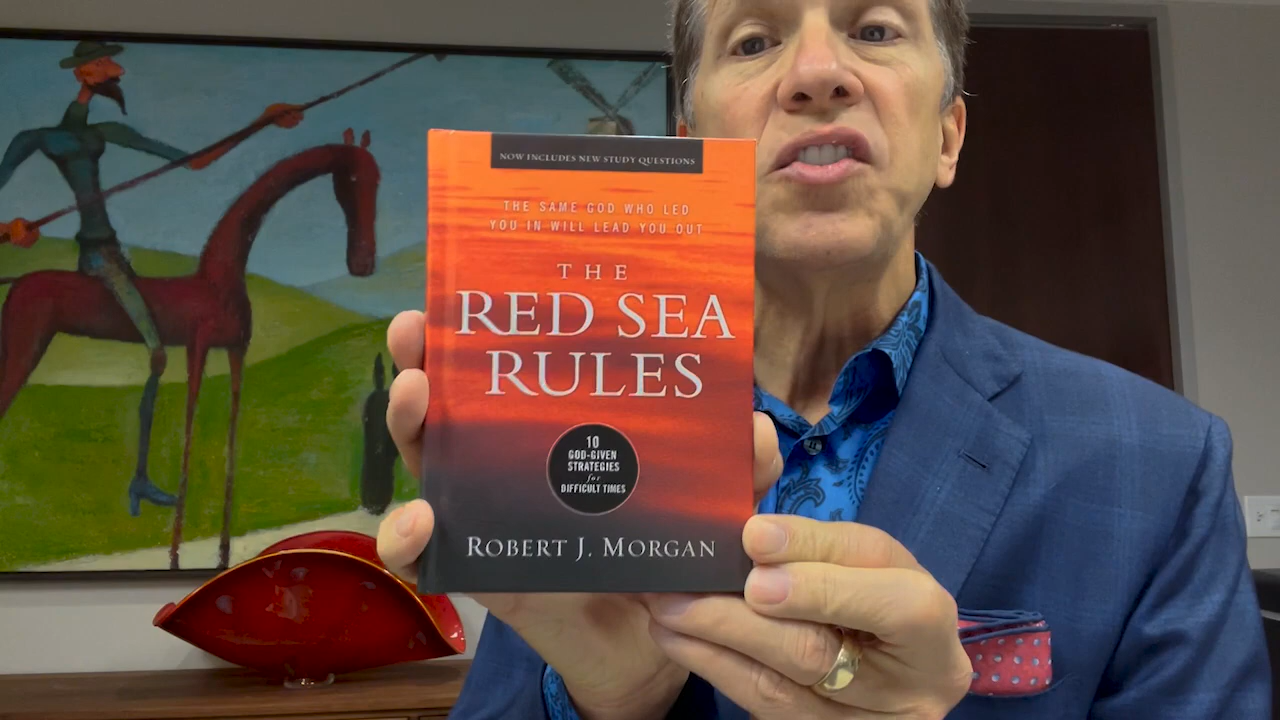 NOW INCLUDES NEW STUDY QUESTIONS
THE SAME GOD WHO LED
YOU IN WILL LEAD YOU OUT
THE
RED SEA
RULES
10
GOD-GIVEN
STRATEGIES
for
DIFFICULT TIMES
ROBERT J. MORGAN